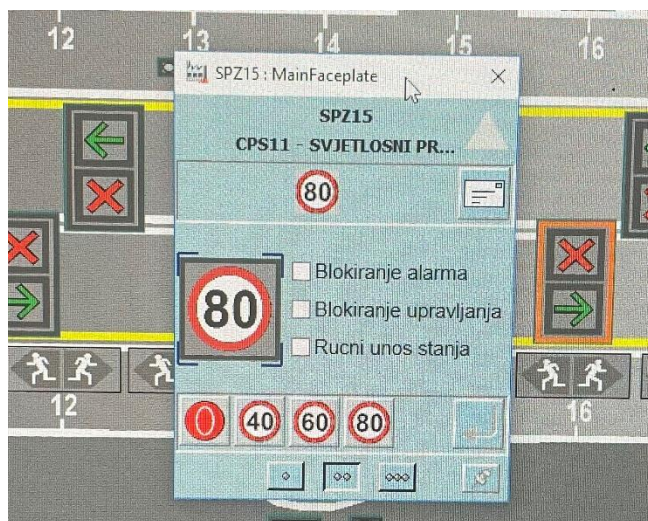 12 13 14 15 16
SPZ15 : MainFaceplate
SPZ15
CPS11 - SVJETLOSNI PR...
80
80
Blokiranje alarma
Blokiranje upravljanja
Rucni unos stanja
0 40 60 80
12 16